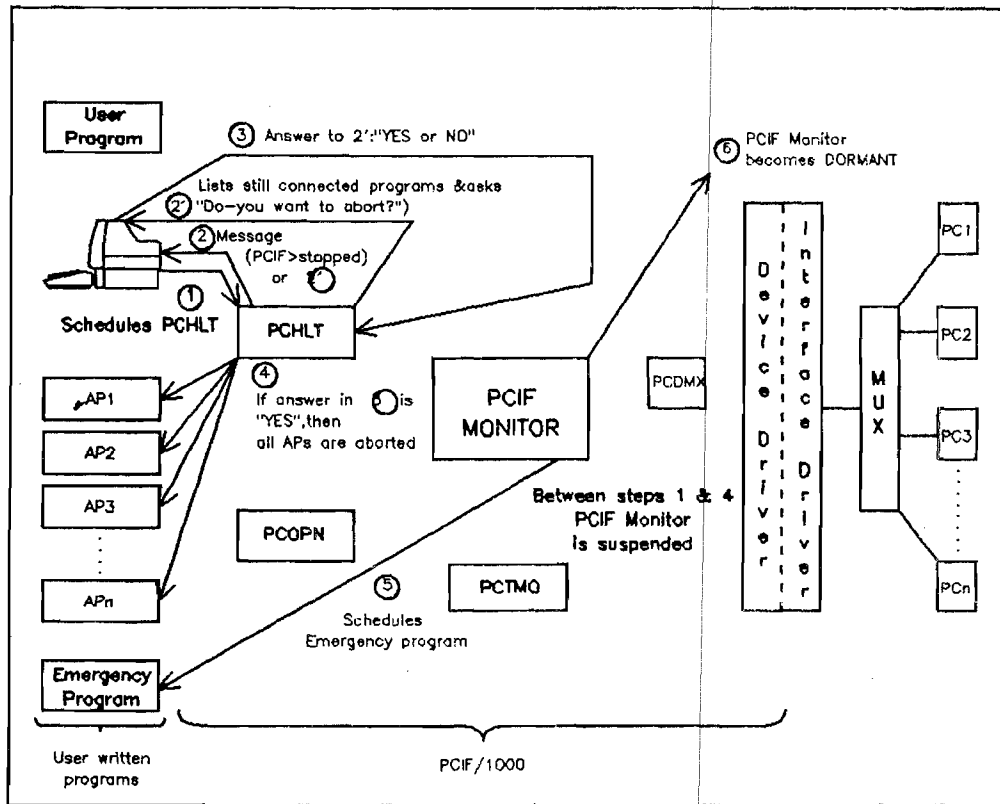 User
Program
③ Answer to 2':"YES or NO"
Lists still connected programs &asks
②' "Do-you want to abort?")
② Message
(PCIF>stopped)
or
①
Schedules PCHLT
PCHLT
④
If answer in ③ is
"YES",then
all APs are aborted
AP1
AP2
AP3
APn
PCOPN
PCIF
MONITOR
PCTMO
⑤
Schedules
Emergency program
Emergency
Program
User written
programs
PCIF/1000
Between steps 1 & 4
PCIF Monitor
is suspended
⑥ PCIF Monitor
becomes DORMANT
PCDMX
Device Driver
Interface Driver
MUX
PC1
PC2
PC3
PCn